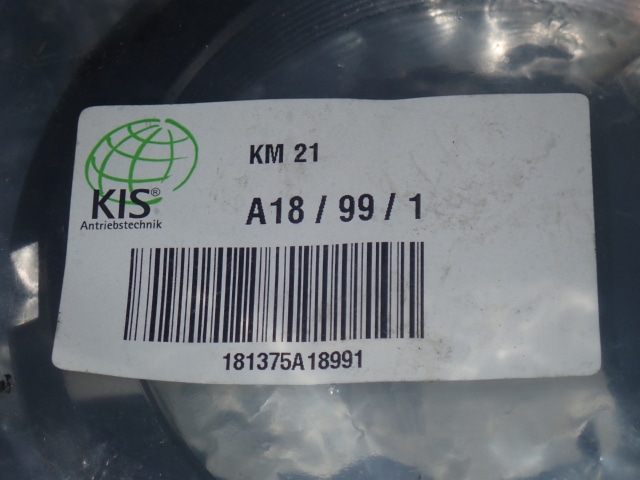 KIS®
Antriebstechnik
KM 21
A18 / 99 / 1
181375A18991